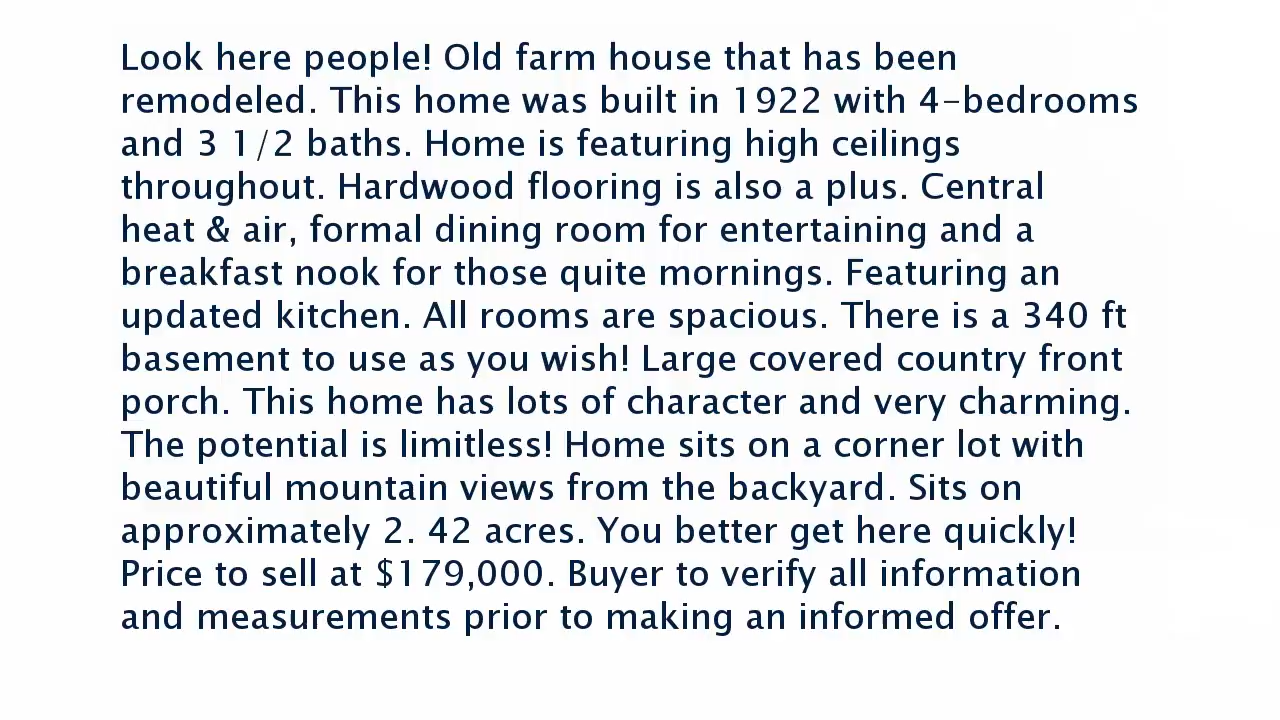 Look here people! Old farm house that has been
remodeled. This home was built in 1922 with 4-bedrooms
and 3 1/2 baths. Home is featuring high ceilings
throughout. Hardwood flooring is also a plus. Central
heat & air, formal dining room for entertaining and a
breakfast nook for those quite mornings. Featuring an
updated kitchen. All rooms are spacious. There is a 340 ft
basement to use as you wish! Large covered country front
porch. This home has lots of character and very charming.
The potential is limitless! Home sits on a corner lot with
beautiful mountain views from the backyard. Sits on
approximately 2. 42 acres. You better get here quickly!
Price to sell at $179,000. Buyer to verify all information
and measurements prior to making an informed offer.